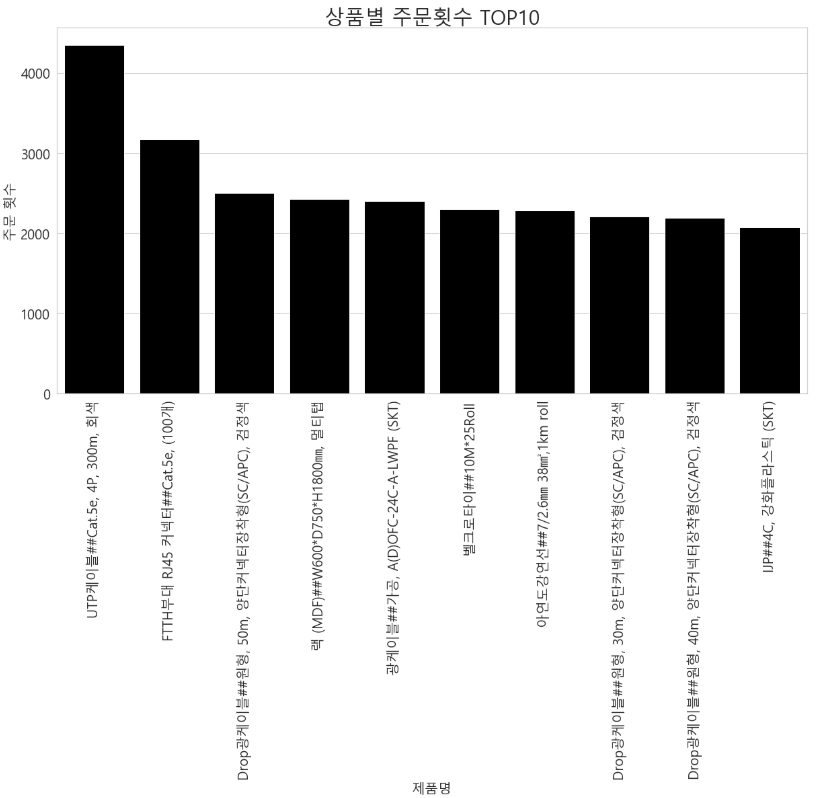 상품별 주문횟수 TOP10
주문 횟수
4000
3000
2000
1000
0
UTP케이블##Cat.5e, 4P, 300m, 회색
FTTH부대 RJ45 커넥터##Cat.5e, (100개)
Drop광케이블##원형, 50m, 양단커넥터장착형(SC/APC), 검정색
랙 (MDF)##W600*D750*H1800㎜, 멀티탭
광케이블##가공, A(D)OFC-24C-A-LWPF (SKT)
벨크로타이##10M*25Roll
아연도강연선##7/2.6㎜ 38㎟,1km roll
Drop광케이블##원형, 30m, 양단커넥터장착형(SC/APC), 검정색
Drop광케이블##원형, 40m, 양단커넥터장착형(SC/APC), 검정색
IJP##4C, 강화플라스틱 (SKT)
제품명